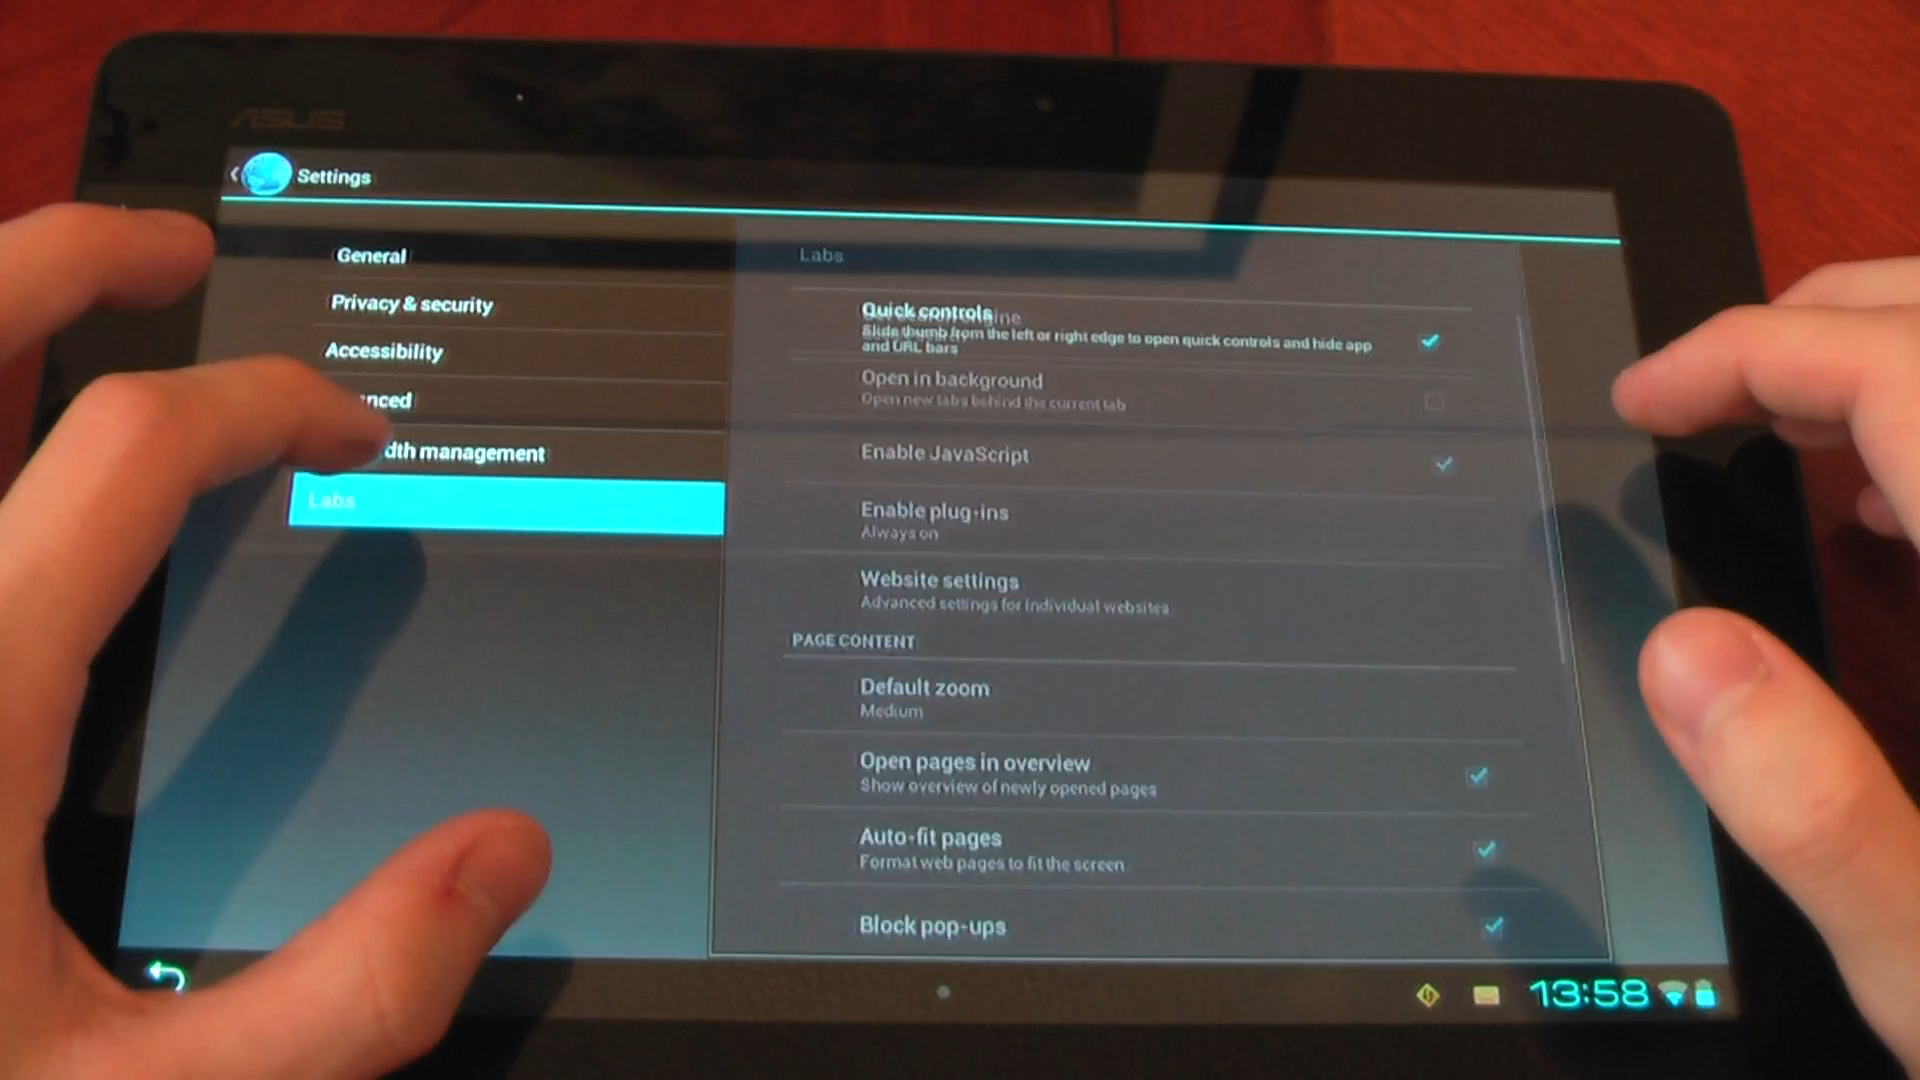 ASUS
Settings
General
Privacy & security
Accessibility
nced
dth management
Labs
Labs
Quick controls
Slide thumb from the left or right edge to open quick controls and hide app
and URL bars
Open in background
Open new tabs behind the current tab
Enable JavaScript
Enable plug-ins
Always on
Website settings
Advanced settings for individual websites
PAGE CONTENT
Default zoom
Medium
Open pages in overview
Show overview of newly opened pages
Auto-fit pages
Format web pages to fit the screen
Block pop-ups
13:58